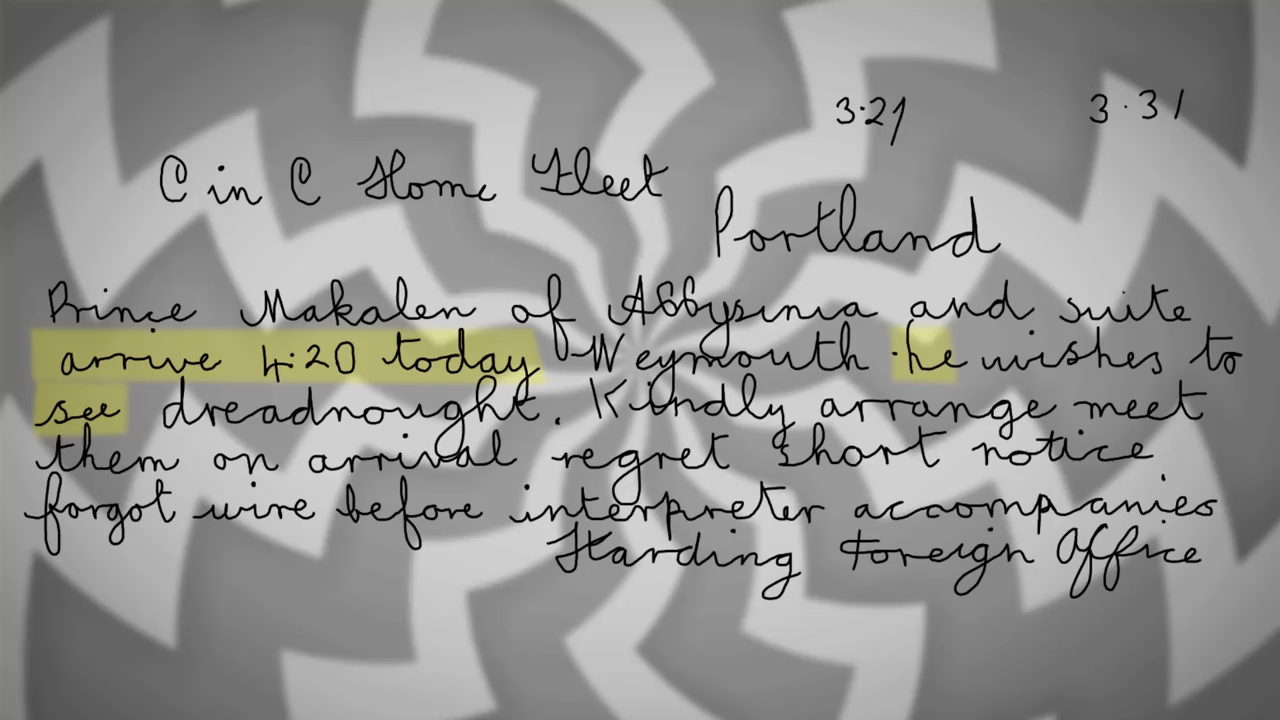 3.21 3.31
C in C Home Fleet
Portland
Prince Makalen of Abbysinia and suite
arrive 4.20 today Weymouth . he wishes to
see dreadnought. Kindly arrange meet
them on arrival regret short notice
forgot wire before interpreter accompanies
Harding Foreign Office